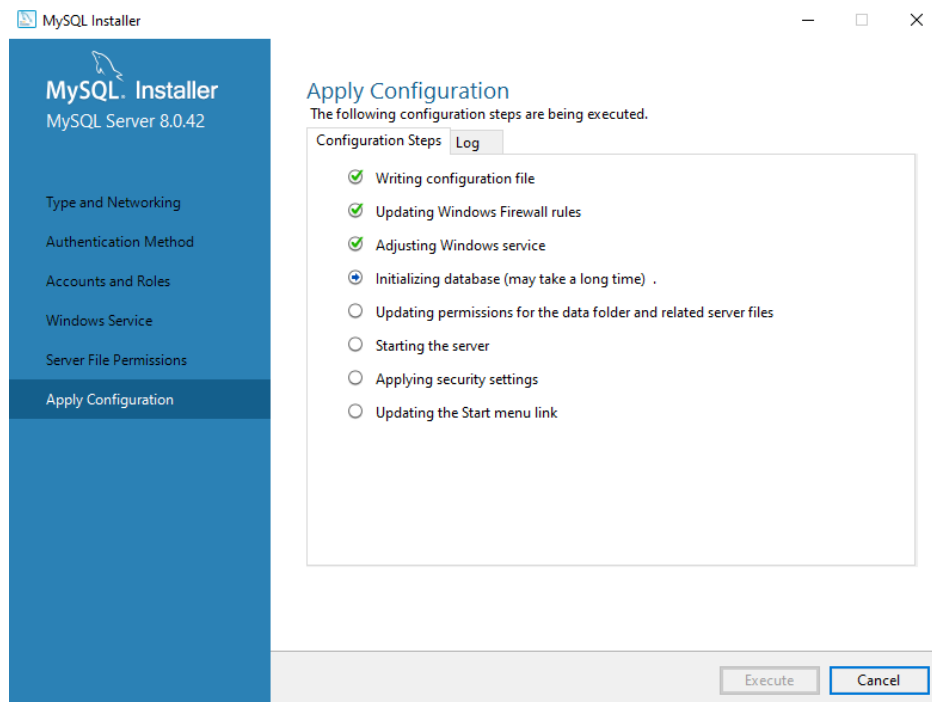 MySQL Installer
MySQL. Installer
MySQL Server 8.0.42
Type and Networking
Authentication Method
Accounts and Roles
Windows Service
Server File Permissions
Apply Configuration
Apply Configuration
The following configuration steps are being executed.
Configuration Steps Log
Writing configuration file
Updating Windows Firewall rules
Adjusting Windows service
Initializing database (may take a long time) .
Updating permissions for the data folder and related server files
Starting the server
Applying security settings
Updating the Start menu link
Execute Cancel